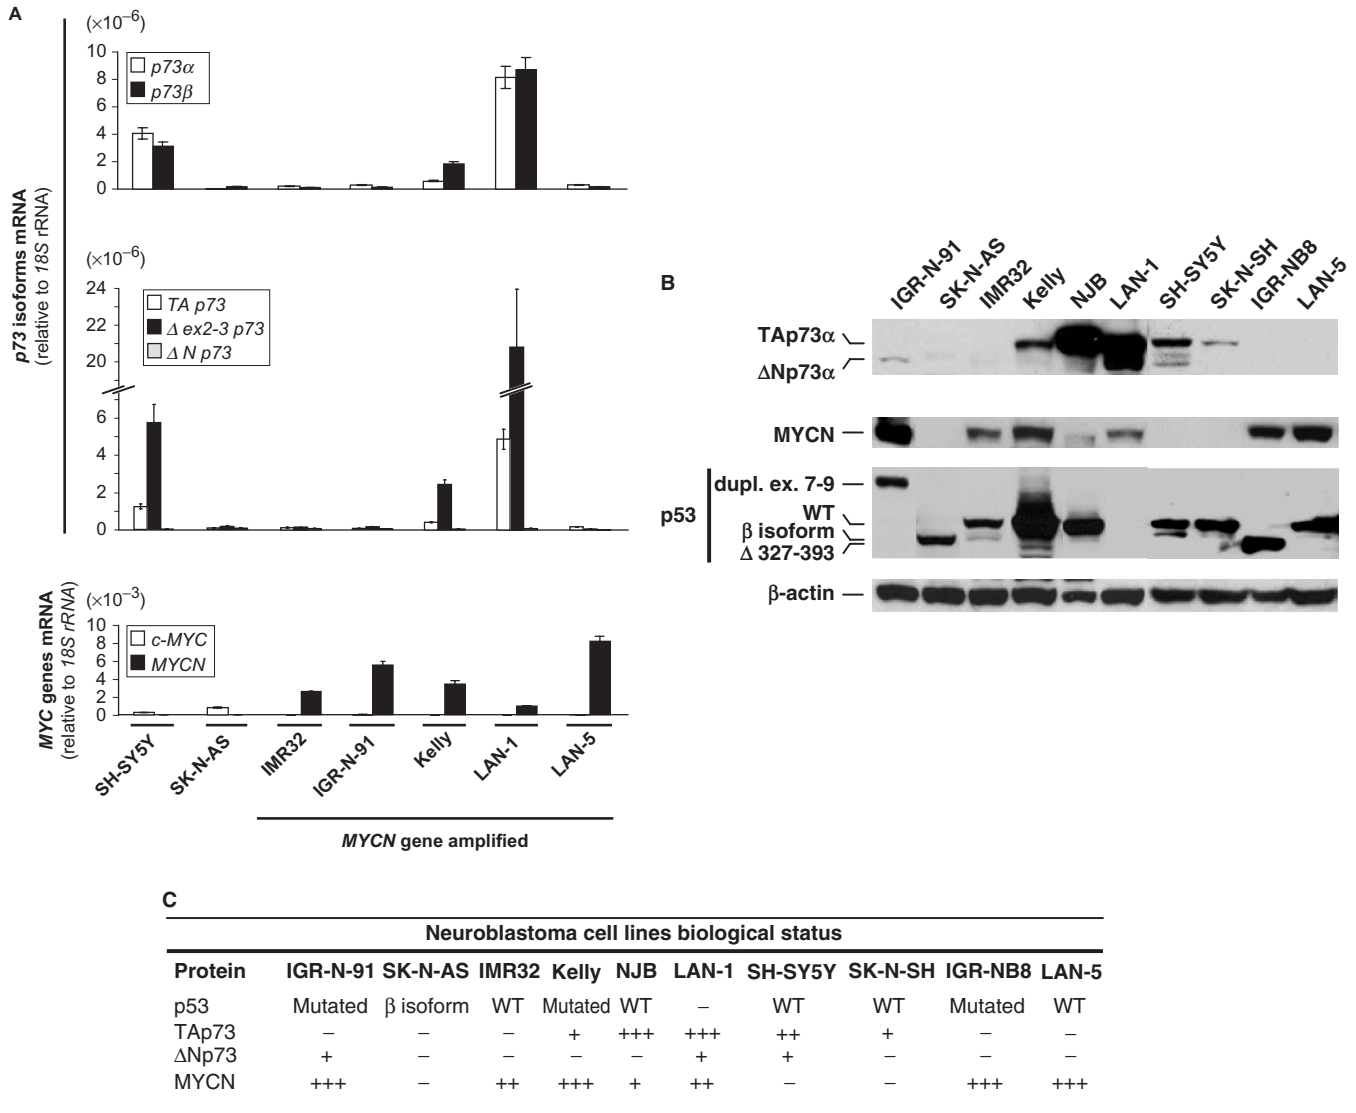 A
p73 isoforms mRNA
(relative to 18S rRNA)
(×10⁻⁶)
10
8
6
4
2
0
p73α
p73β
(×10⁻⁶)
24
22
20
6
4
2
0
TA p73
Δ ex2-3 p73
Δ N p73
MYC genes mRNA
(relative to 18S rRNA)
(×10⁻³)
10
8
6
4
2
0
c-MYC
MYCN
SH-SY5Y
SK-N-AS
IMR32
IGR-N-91
Kelly
LAN-1
LAN-5
MYCN gene amplified
B
IGR-N-91
SK-N-AS
IMR32
Kelly
NJB
LAN-1
SH-SY5Y
SK-N-SH
IGR-NB8
LAN-5
TAp73α
ΔNp73α
MYCN
p53
dupl. ex. 7-9
WT
β isoform
Δ 327-393
β-actin
C
Neuroblastoma cell lines biological status
Protein IGR-N-91 SK-N-AS IMR32 Kelly NJB LAN-1 SH-SY5Y SK-N-SH IGR-NB8 LAN-5
p53 Mutated β isoform WT Mutated WT – WT WT Mutated WT
TAp73 – – – + +++ +++ ++ + – –
ΔNp73 + – – – – + + – – –
MYCN +++ – ++ +++ + ++ – – +++ +++